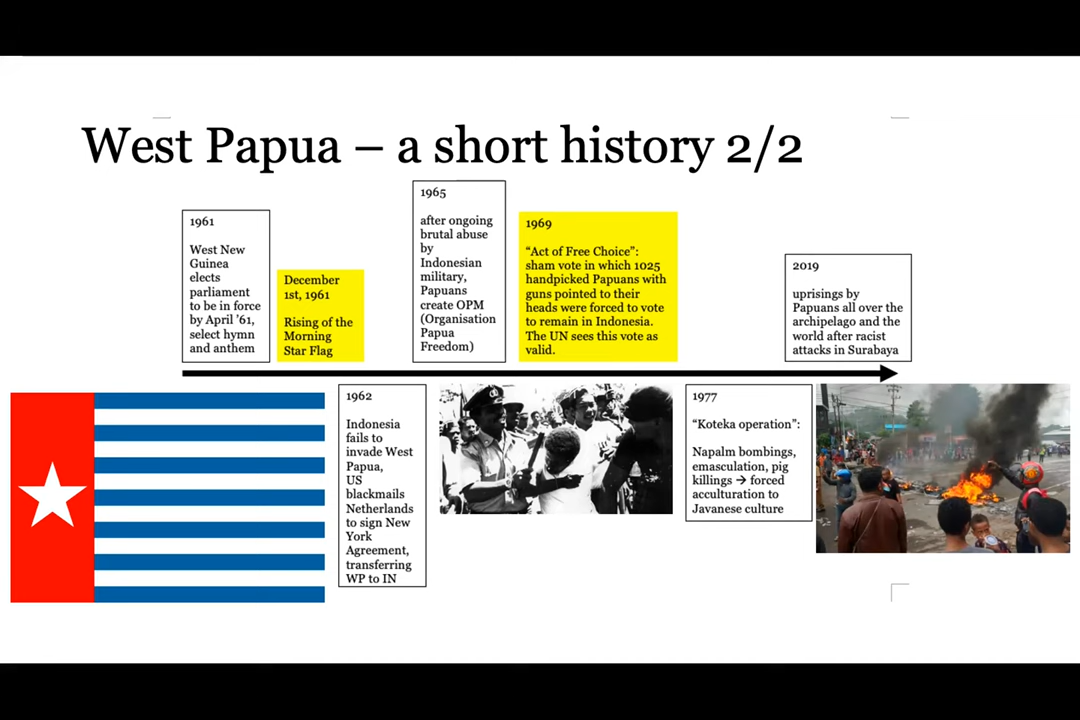 West Papua – a short history 2/2
1961
West New
Guinea
elects
parliament
to be in force
by April ’61,
select hymn
and anthem
December
1st, 1961
Rising of the
Morning
Star Flag
1962
Indonesia
fails to
invade West
Papua,
US
blackmails
Netherlands
to sign New
York
Agreement,
transferring
WP to IN
1965
after ongoing
brutal abuse
by
Indonesian
military,
Papuans
create OPM
(Organisation
Papua
Freedom)
1969
“Act of Free Choice”:
sham vote in which 1025
handpicked Papuans with
guns pointed to their
heads were forced to vote
to remain in Indonesia.
The UN sees this vote as
valid.
1977
“Koteka operation”:
Napalm bombings,
emasculation, pig
killings → forced
acculturation to
Javanese culture
2019
uprisings by
Papuans all over the
archipelago and the
world after racist
attacks in Surabaya